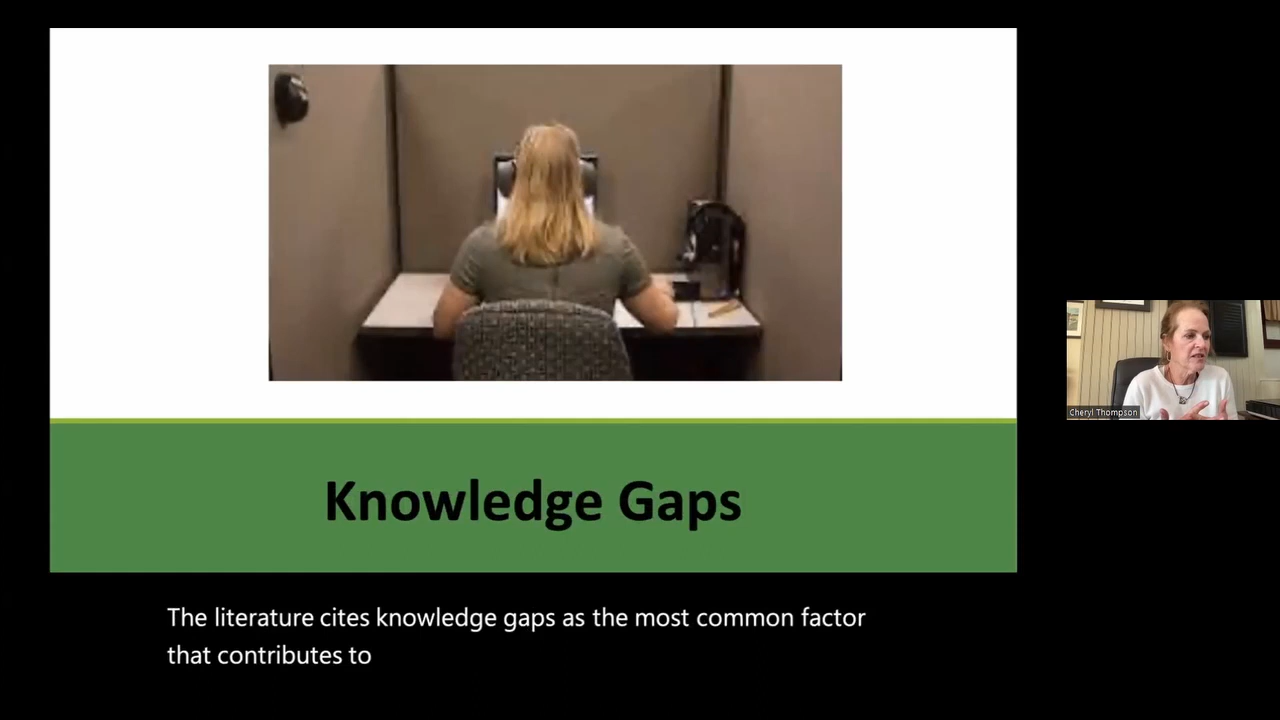 Knowledge Gaps
Cheryl Thompson
The literature cites knowledge gaps as the most common factor
that contributes to